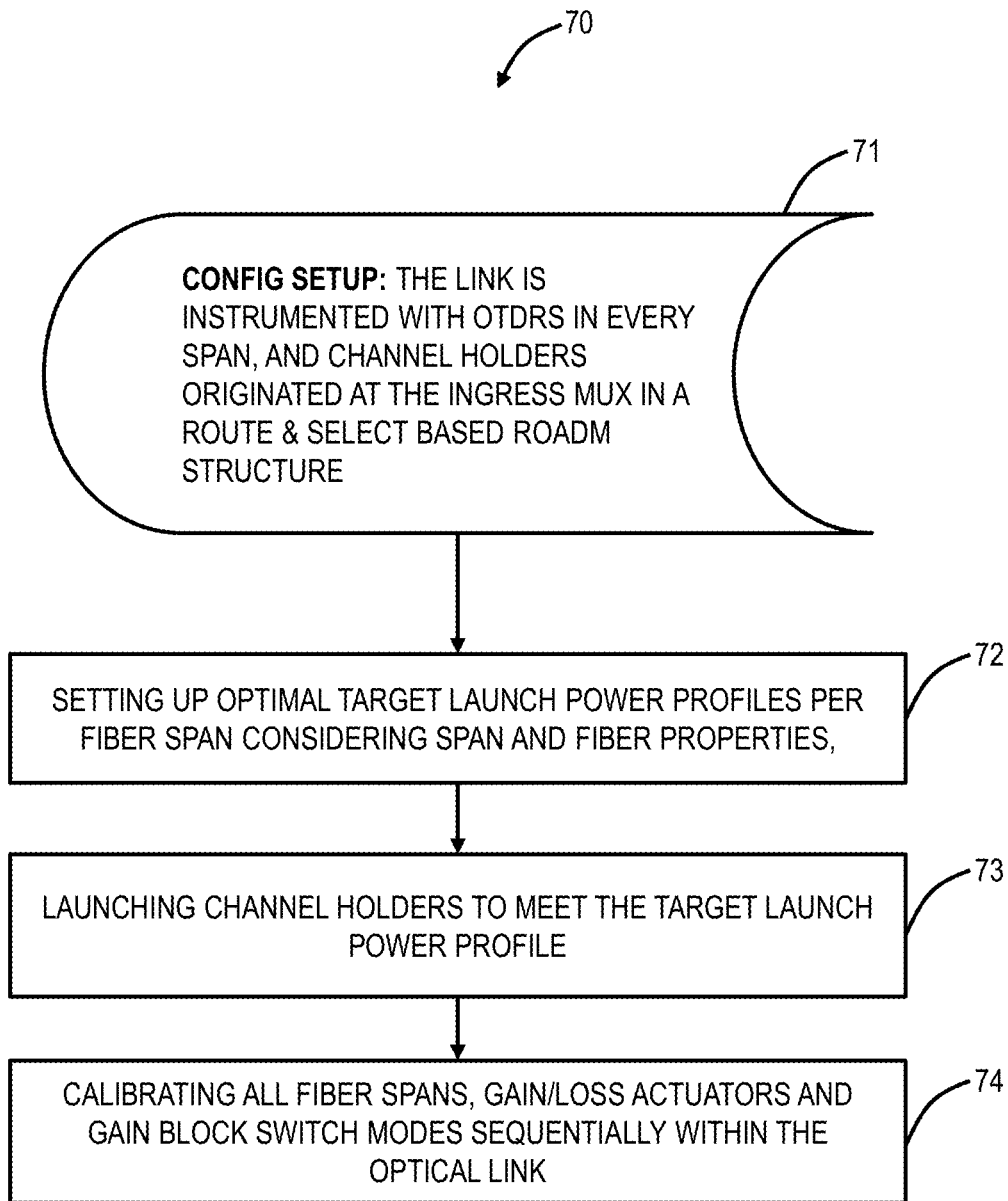 70
71
CONFIG SETUP: THE LINK IS
INSTRUMENTED WITH OTDRS IN EVERY
SPAN, AND CHANNEL HOLDERS
ORIGINATED AT THE INGRESS MUX IN A
ROUTE & SELECT BASED ROADM
STRUCTURE
72
SETTING UP OPTIMAL TARGET LAUNCH POWER PROFILES PER
FIBER SPAN CONSIDERING SPAN AND FIBER PROPERTIES,
73
LAUNCHING CHANNEL HOLDERS TO MEET THE TARGET LAUNCH
POWER PROFILE
74
CALIBRATING ALL FIBER SPANS, GAIN/LOSS ACTUATORS AND
GAIN BLOCK SWITCH MODES SEQUENTIALLY WITHIN THE
OPTICAL LINK